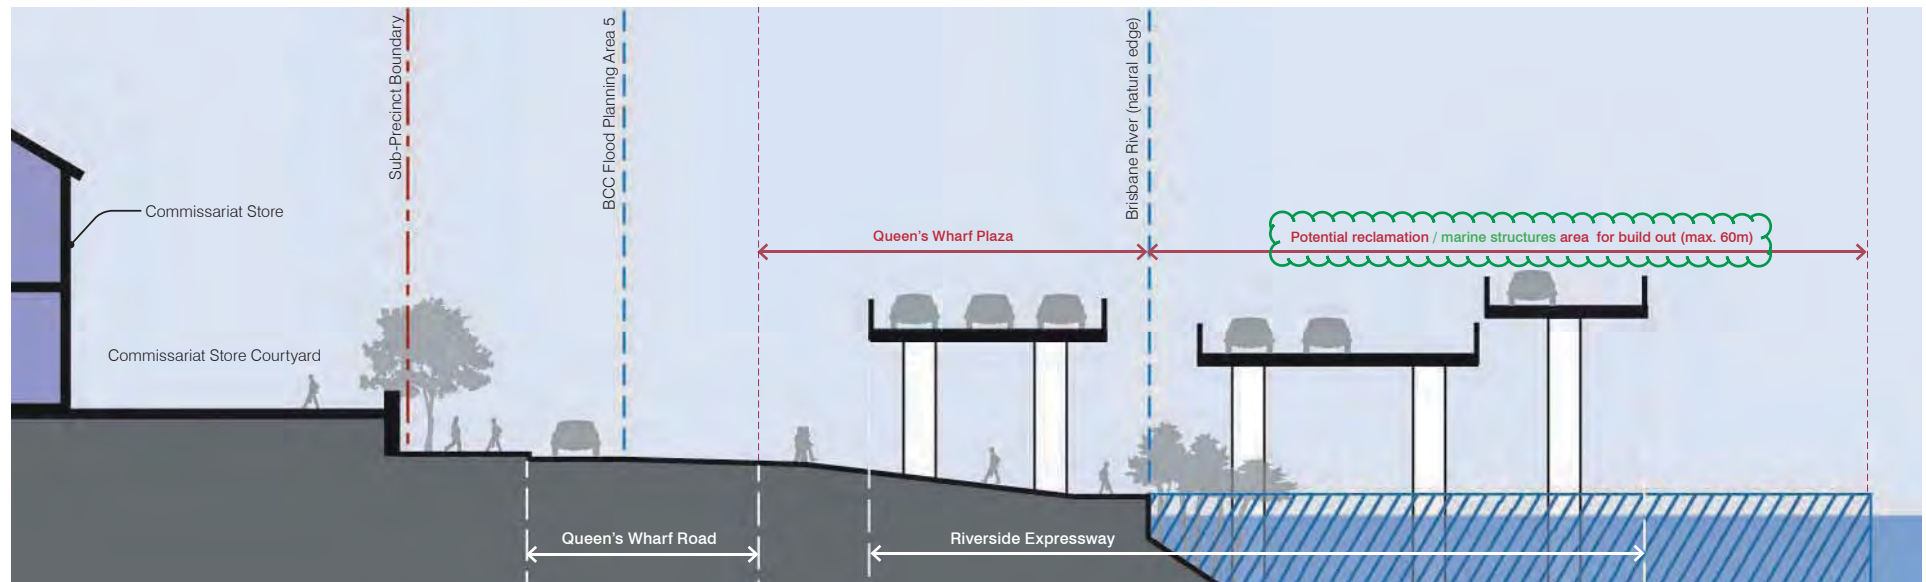 Sub-Precinct Boundary
BCC Flood Planning Area 5
Brisbane River (natural edge)
Commissariat Store
Queen's Wharf Plaza
Potential reclamation / marine structures area for build out (max. 60m)
Commissariat Store Courtyard
Queen's Wharf Road
Riverside Expressway